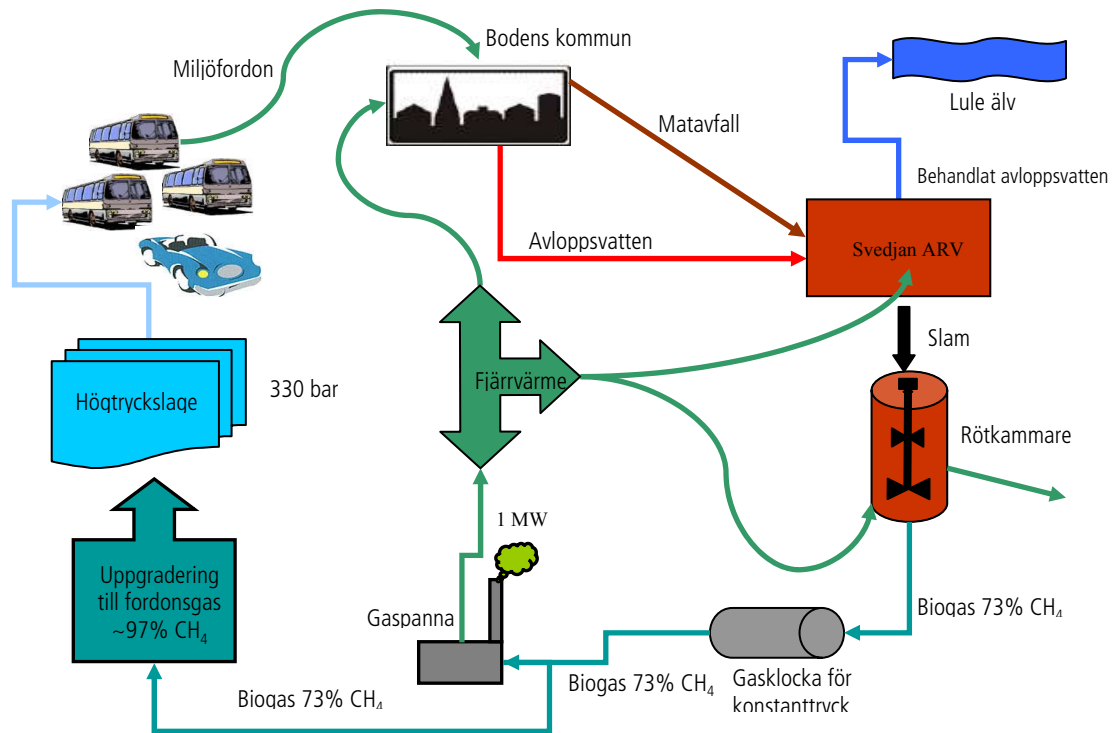 Bodens kommun
Miljöfordon
Lule älv
Matavfall
Behandlat avloppsvatten
Avloppsvatten
Svedjan ARV
Slam
Fjärrvärme
Högtryckslage
330 bar
Rötkammare
1 MW
Uppgradering
till fordonsgas
~97% CH₄
Gaspanna
Biogas 73% CH₄
Biogas 73% CH₄
Gasklocka för
konstanttryck
Biogas 73% CH₄